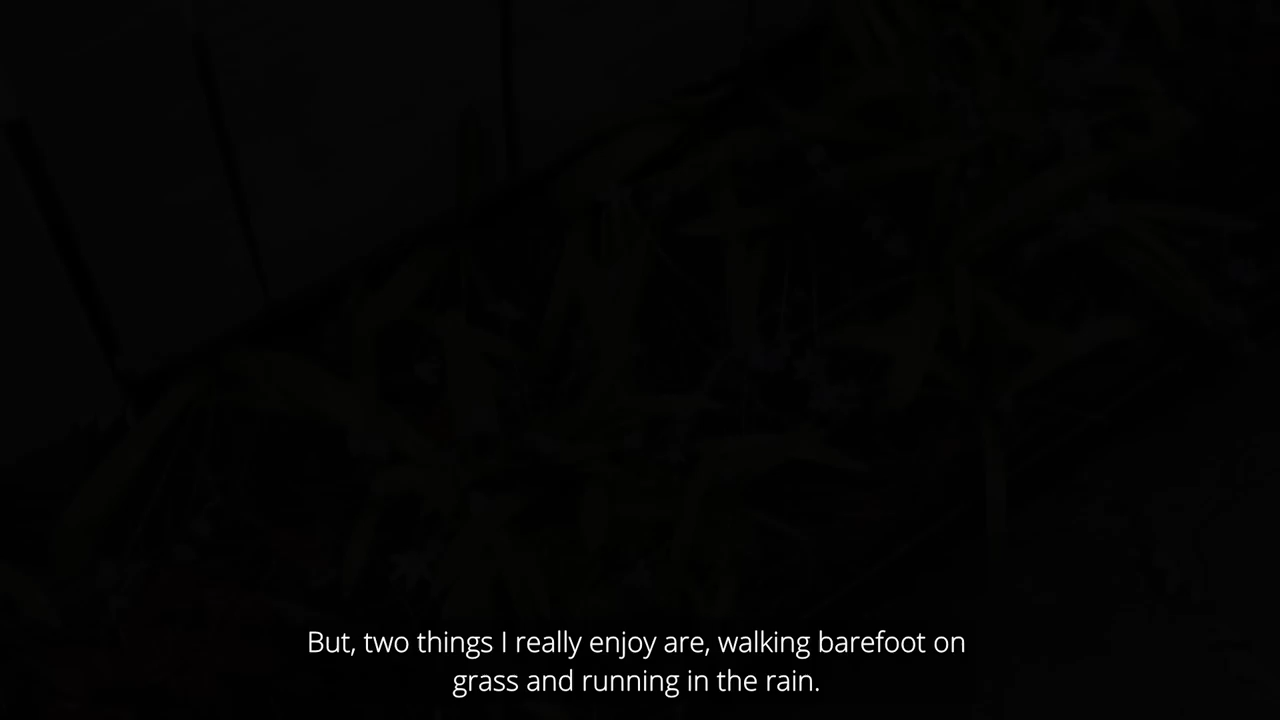 But, two things I really enjoy are, walking barefoot on
grass and running in the rain.